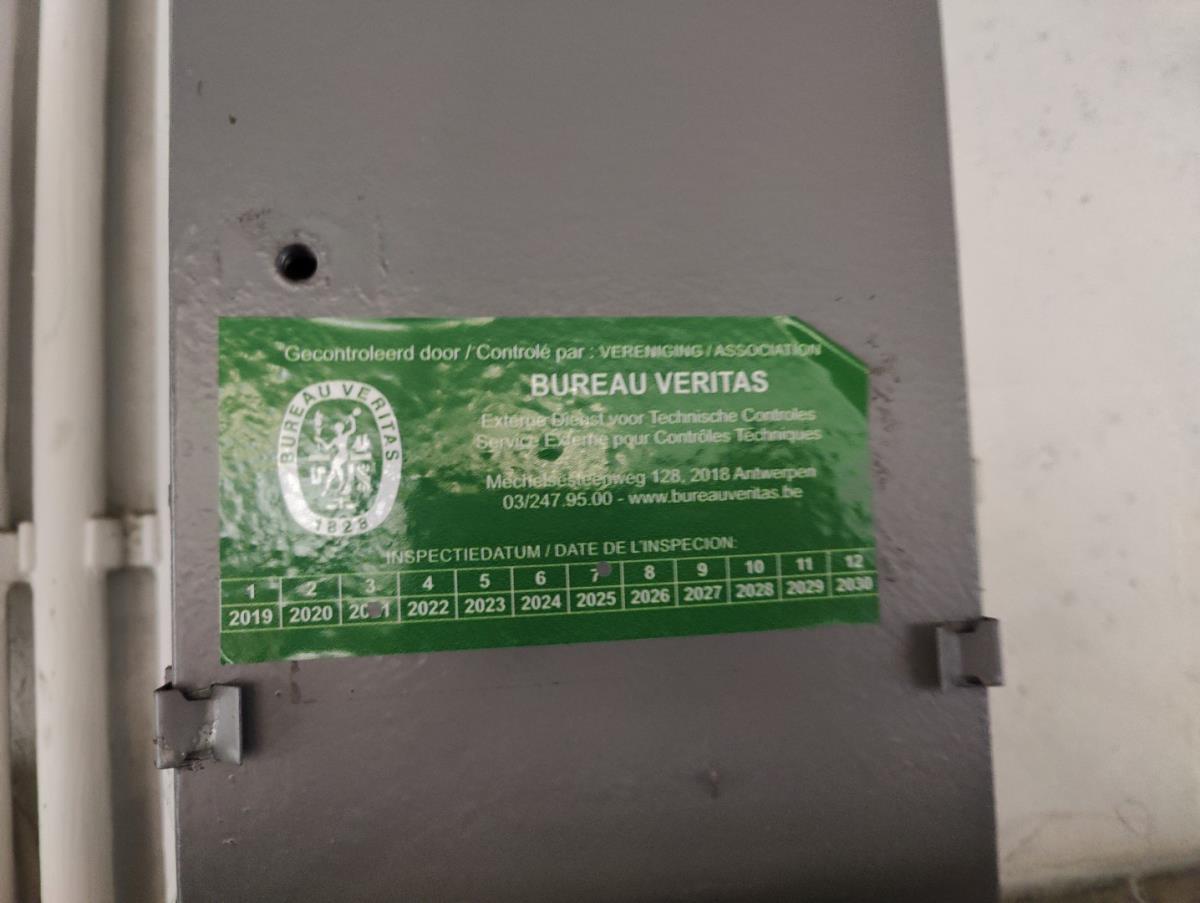 Gecontroleerd door / Controlé par : VERENIGING / ASSOCIATION
BUREAU VERITAS
Externe Dienst voor Technische Controles
Service Externe pour Contrôles Techniques
Mechelsesteenweg 128, 2018 Antwerpen
03/247.95.00 - www.bureauveritas.be
BUREAU VERITAS
1828
INSPECTIEDATUM / DATE DE L'INSPECION:
1 2 3 4 5 6 7 8 9 10 11 12
2019 2020 2021 2022 2023 2024 2025 2026 2027 2028 2029 2030